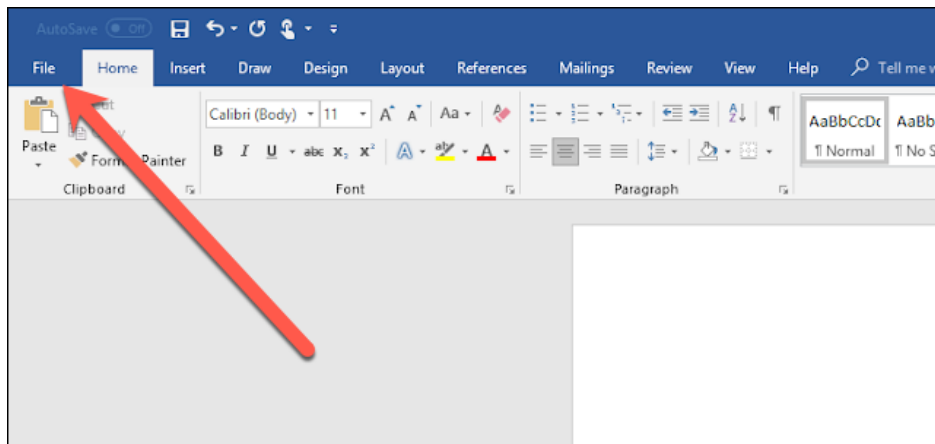 AutoSave Off
File Home Insert Draw Design Layout References Mailings Review View Help Tell me
Calibri (Body) 11 Aa AaBbCcDc AaBb
Paste Painter B I U abc X₂ X² A aby A ¶ Normal ¶ No S
Clipboard Font Paragraph